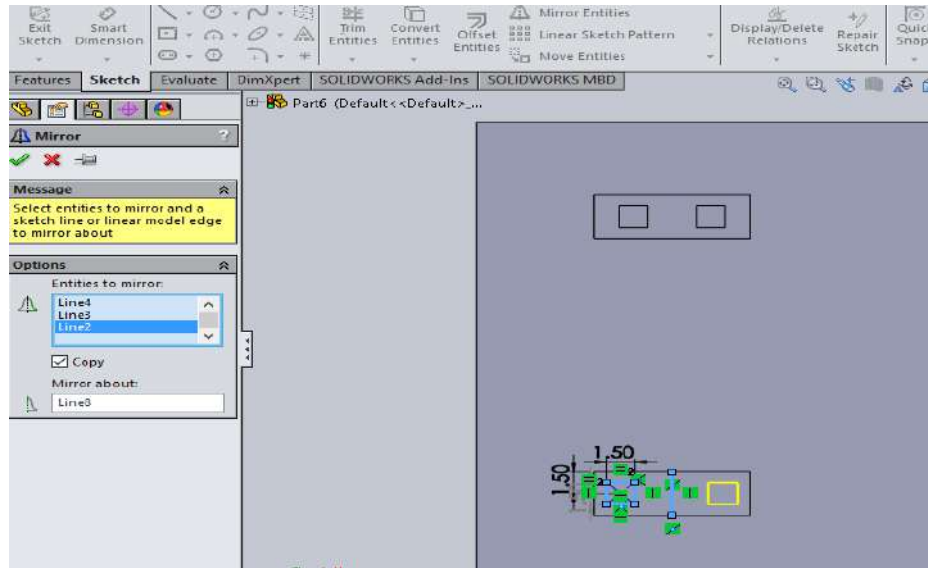 Exit Sketch
Smart Dimension
Trim Entities
Convert Entities
Offset Entities
Mirror Entities
Linear Sketch Pattern
Move Entities
Display/Delete Relations
Repair Sketch
Quic
Snap
Features
Sketch
Evaluate
DimXpert
SOLIDWORKS Add-Ins
SOLIDWORKS MBD
Part6 (Default<<Default>_...
Mirror
?
Message
Select entities to mirror and a
sketch line or linear model edge
to mirror about
Options
Entities to mirror:
Line4
Line3
Line2
Copy
Mirror about:
Line8
1.50
1.50